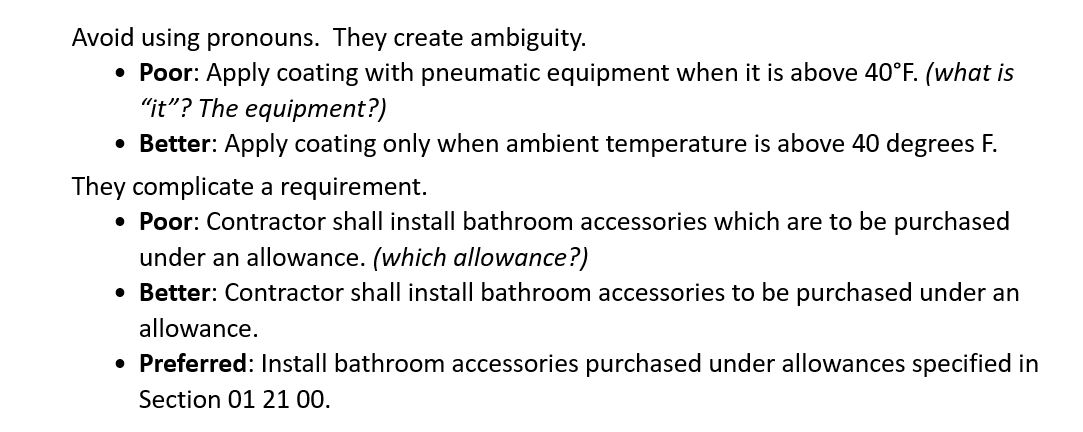 Avoid using pronouns.  They create ambiguity.
• Poor: Apply coating with pneumatic equipment when it is above 40°F. (what is
“it”? The equipment?)
• Better: Apply coating only when ambient temperature is above 40 degrees F.
They complicate a requirement.
• Poor: Contractor shall install bathroom accessories which are to be purchased
under an allowance. (which allowance?)
• Better: Contractor shall install bathroom accessories to be purchased under an
allowance.
• Preferred: Install bathroom accessories purchased under allowances specified in
Section 01 21 00.